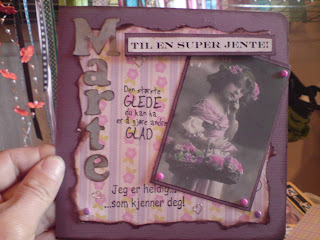 Marte
TIL EN SUPER JENTE!
Den største
GLEDE
du kan ha
er å gjøre andre
GLAD
Jeg er heldig...
...som kjenner deg!